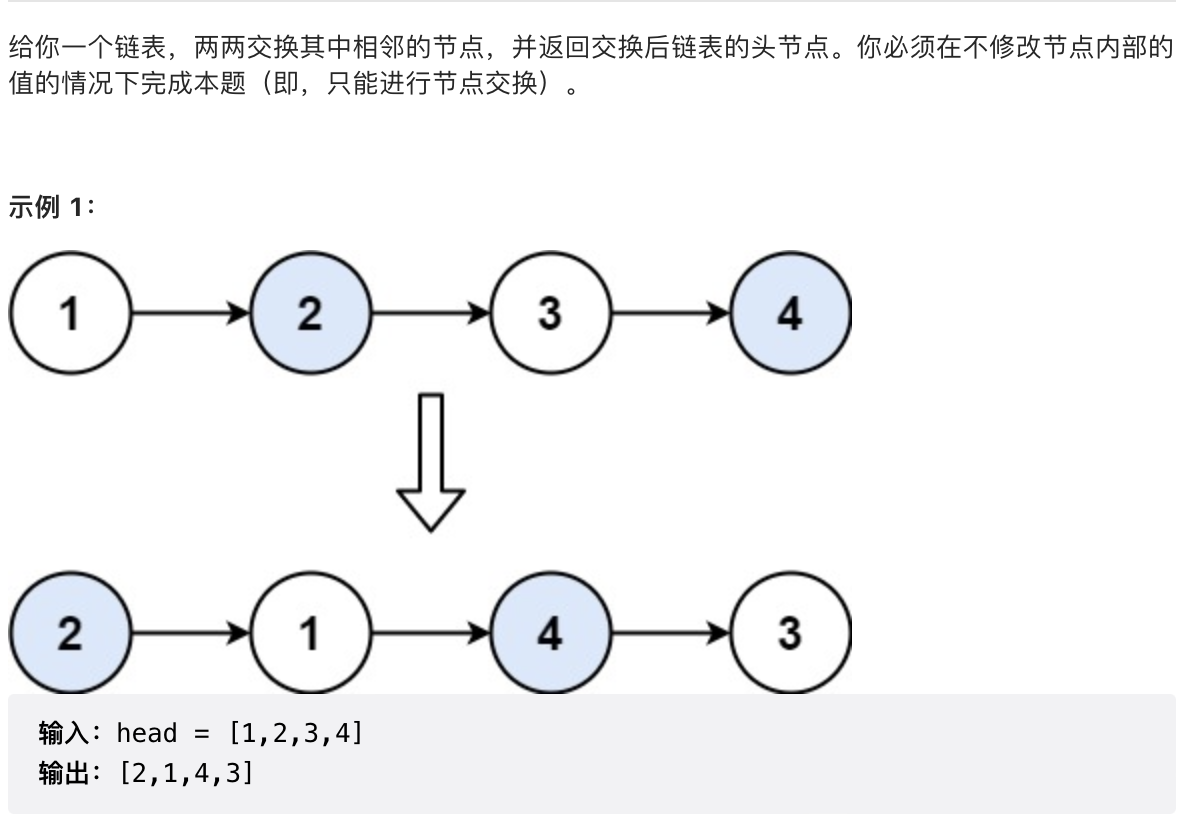 给你一个链表，两两交换其中相邻的节点，并返回交换后链表的头节点。你必须在不修改节点内部的
值的情况下完成本题（即，只能进行节点交换）。
示例 1：
1 2 3 4
2 1 4 3
输入：head = [1,2,3,4]
输出：[2,1,4,3]